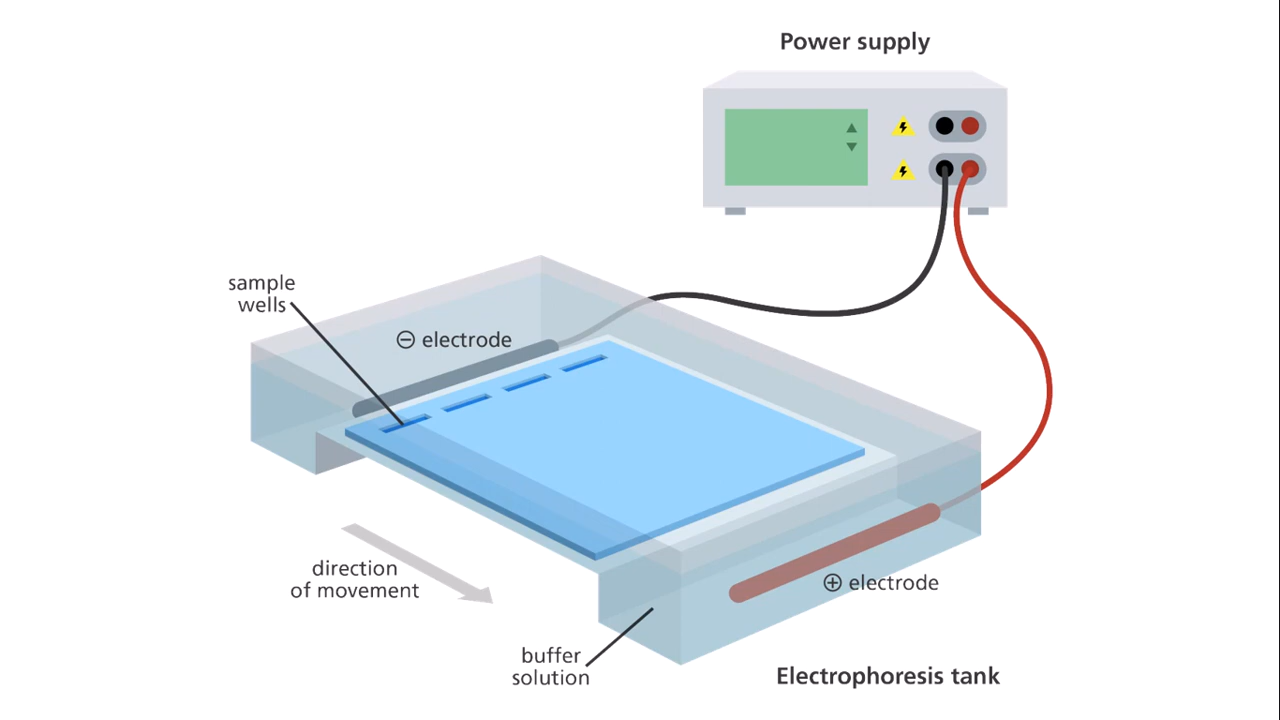 Power supply
sample
wells
⊖ electrode
direction
of movement
⊕ electrode
buffer
solution
Electrophoresis tank